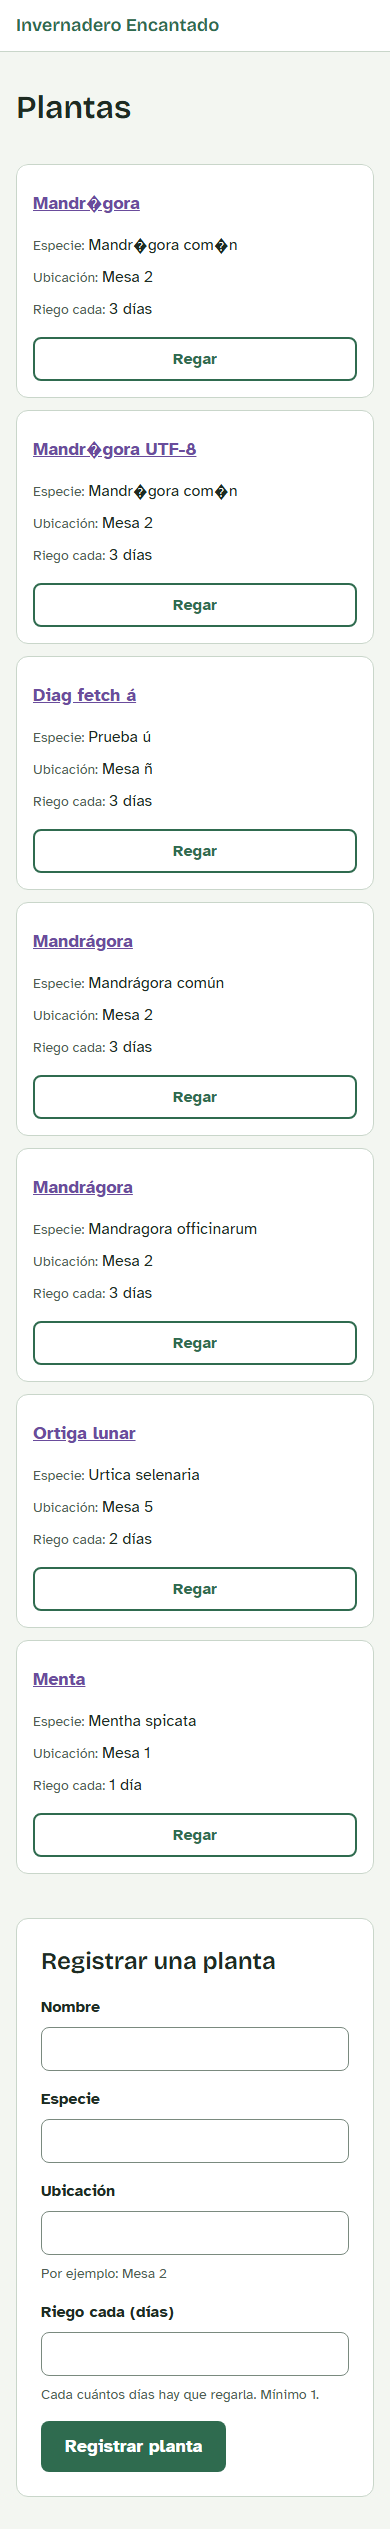 Invernadero Encantado
Plantas
Mandr�gora
Especie: Mandr�gora com�n
Ubicación: Mesa 2
Riego cada: 3 días
Regar
Mandr�gora UTF-8
Especie: Mandr�gora com�n
Ubicación: Mesa 2
Riego cada: 3 días
Regar
Diag fetch á
Especie: Prueba ú
Ubicación: Mesa ñ
Riego cada: 3 días
Regar
Mandrágora
Especie: Mandrágora común
Ubicación: Mesa 2
Riego cada: 3 días
Regar
Mandrágora
Especie: Mandragora officinarum
Ubicación: Mesa 2
Riego cada: 3 días
Regar
Ortiga lunar
Especie: Urtica selenaria
Ubicación: Mesa 5
Riego cada: 2 días
Regar
Menta
Especie: Mentha spicata
Ubicación: Mesa 1
Riego cada: 1 día
Regar
Registrar una planta
Nombre
Especie
Ubicación
Por ejemplo: Mesa 2
Riego cada (días)
Cada cuántos días hay que regarla. Mínimo 1.
Registrar planta